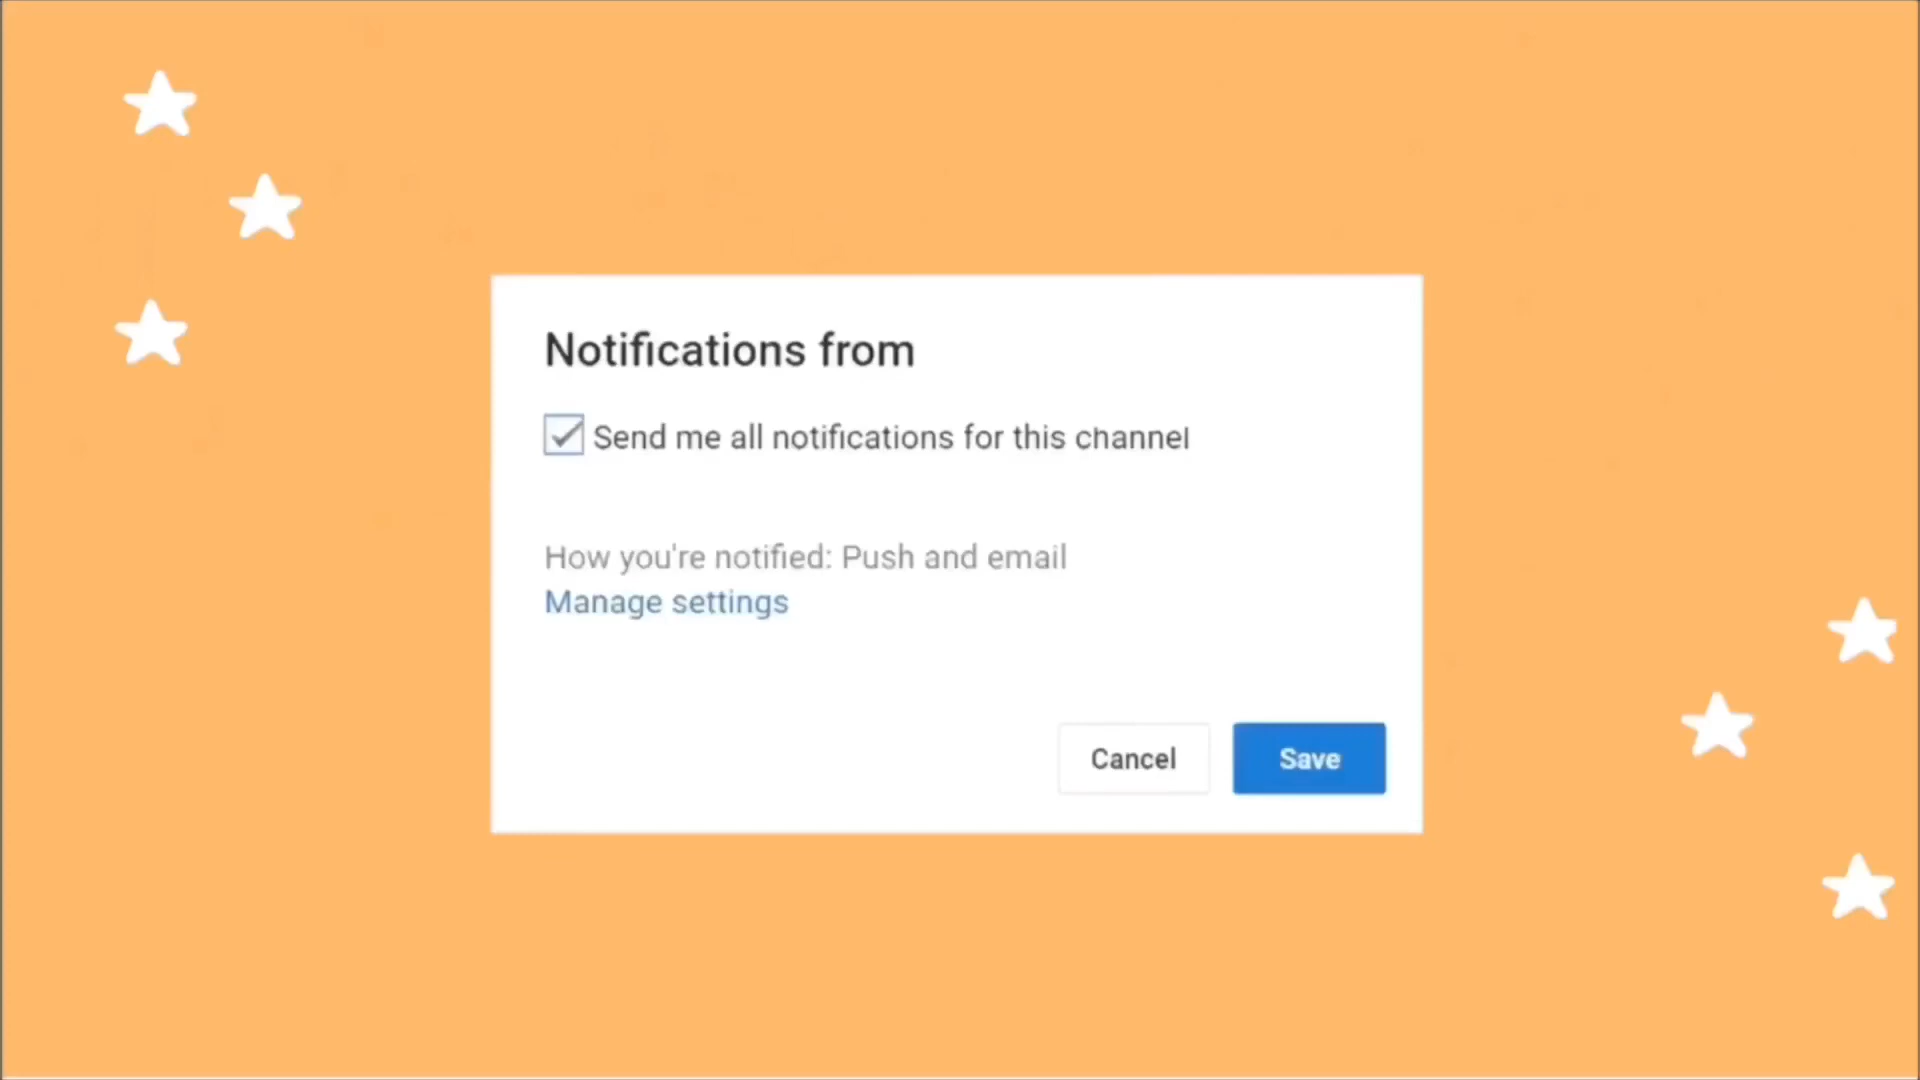 Notifications from
Send me all notifications for this channel
How you're notified: Push and email
Manage settings
Cancel
Save